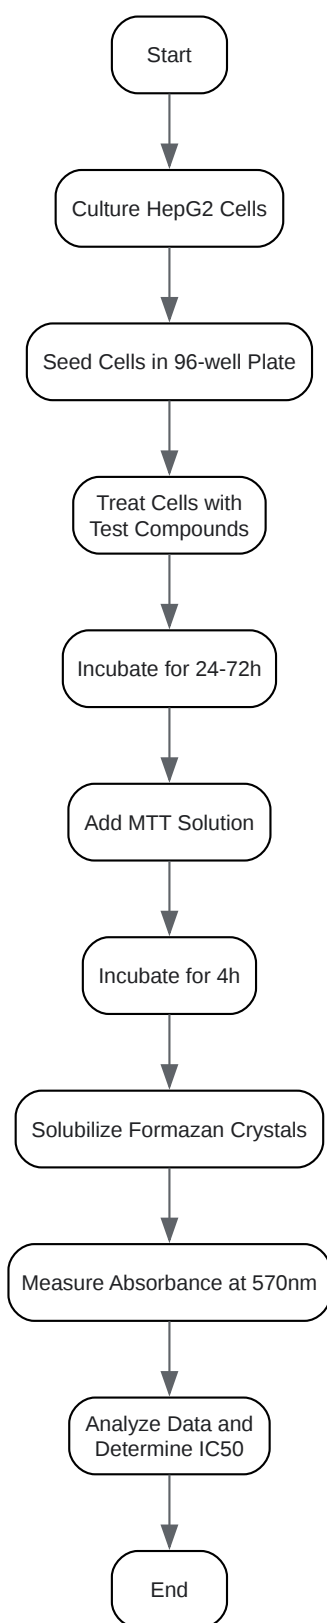 Start
Culture HepG2 Cells
Seed Cells in 96-well Plate
Treat Cells with
Test Compounds
Incubate for 24-72h
Add MTT Solution
Incubate for 4h
Solubilize Formazan Crystals
Measure Absorbance at 570nm
Analyze Data and
Determine IC50
End